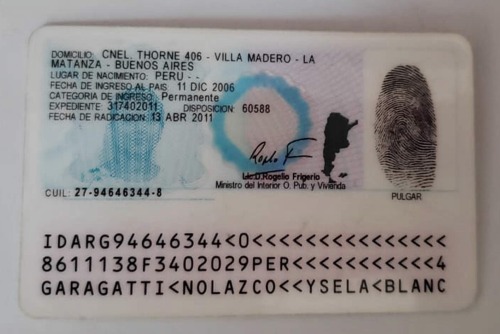 DOMICILIO: CNEL. THORNE 406 - VILLA MADERO - LA
MATANZA - BUENOS AIRES
LUGAR DE NACIMIENTO: PERU - -
FECHA DE INGRESO AL PAIS: 11 DIC 2006
CATEGORIA DE INGRESO: Permanente
EXPEDIENTE: 317402011 DISPOSICION: 60588
FECHA DE RADICACION: 13 ABR 2011
Lic.D.Rogelio Frigerio
Ministro del Interior O. Pub. y Vivienda
CUIL: 27-94646344-8
PULGAR
IDARG94646344<0<<<<<<<<<<<<<<<
8611138F3402029PER<<<<<<<<<<<4
GARAGATTI<NOLAZCO<<YSELA<BLANC